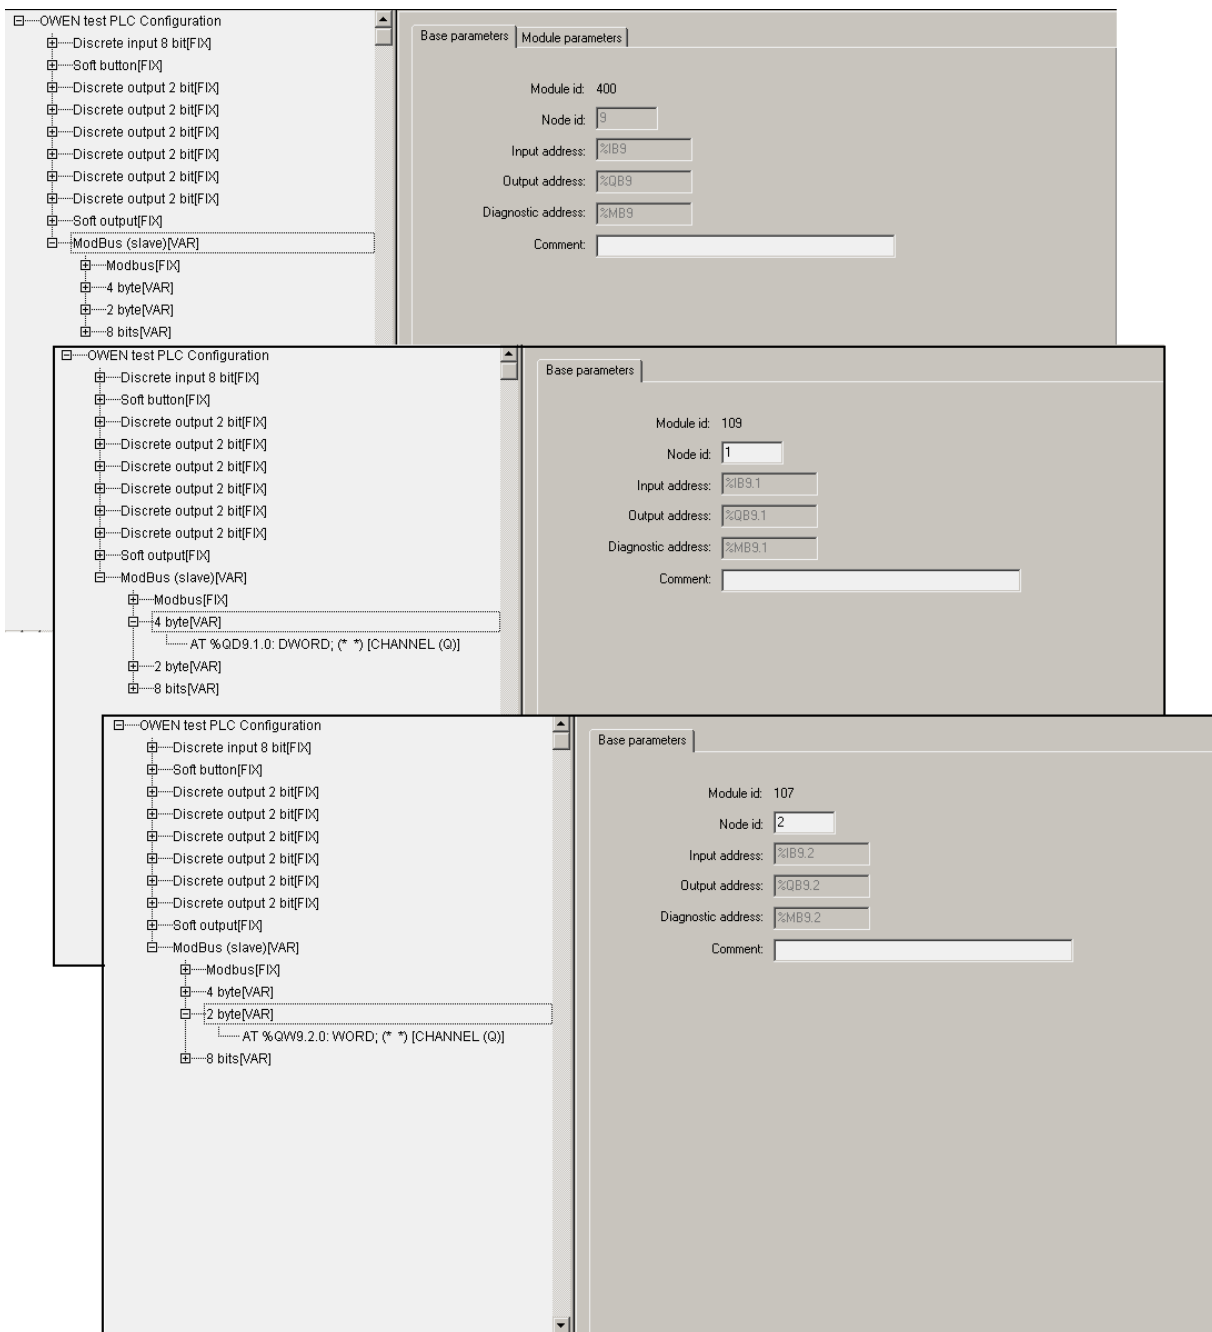 OWEN test PLC Configuration
Discrete input 8 bit[FIX]
Soft button[FIX]
Discrete output 2 bit[FIX]
Discrete output 2 bit[FIX]
Discrete output 2 bit[FIX]
Discrete output 2 bit[FIX]
Discrete output 2 bit[FIX]
Discrete output 2 bit[FIX]
Soft output[FIX]
ModBus (slave)[VAR]
Modbus[FIX]
4 byte[VAR]
2 byte[VAR]
8 bits[VAR]
Base parameters Module parameters
Module id: 400
Node id: 9
Input address: %IB9
Output address: %QB9
Diagnostic address: %MB9
Comment:
OWEN test PLC Configuration
Discrete input 8 bit[FIX]
Soft button[FIX]
Discrete output 2 bit[FIX]
Discrete output 2 bit[FIX]
Discrete output 2 bit[FIX]
Discrete output 2 bit[FIX]
Discrete output 2 bit[FIX]
Discrete output 2 bit[FIX]
Soft output[FIX]
ModBus (slave)[VAR]
Modbus[FIX]
4 byte[VAR]
AT %QD9.1.0: DWORD; (* *) [CHANNEL (Q)]
2 byte[VAR]
8 bits[VAR]
Base parameters
Module id: 109
Node id: 1
Input address: %IB9.1
Output address: %QB9.1
Diagnostic address: %MB9.1
Comment:
OWEN test PLC Configuration
Discrete input 8 bit[FIX]
Soft button[FIX]
Discrete output 2 bit[FIX]
Discrete output 2 bit[FIX]
Discrete output 2 bit[FIX]
Discrete output 2 bit[FIX]
Discrete output 2 bit[FIX]
Discrete output 2 bit[FIX]
Soft output[FIX]
ModBus (slave)[VAR]
Modbus[FIX]
4 byte[VAR]
2 byte[VAR]
AT %QW9.2.0: WORD; (* *) [CHANNEL (Q)]
8 bits[VAR]
Base parameters
Module id: 107
Node id: 2
Input address: %IB9.2
Output address: %QB9.2
Diagnostic address: %MB9.2
Comment: